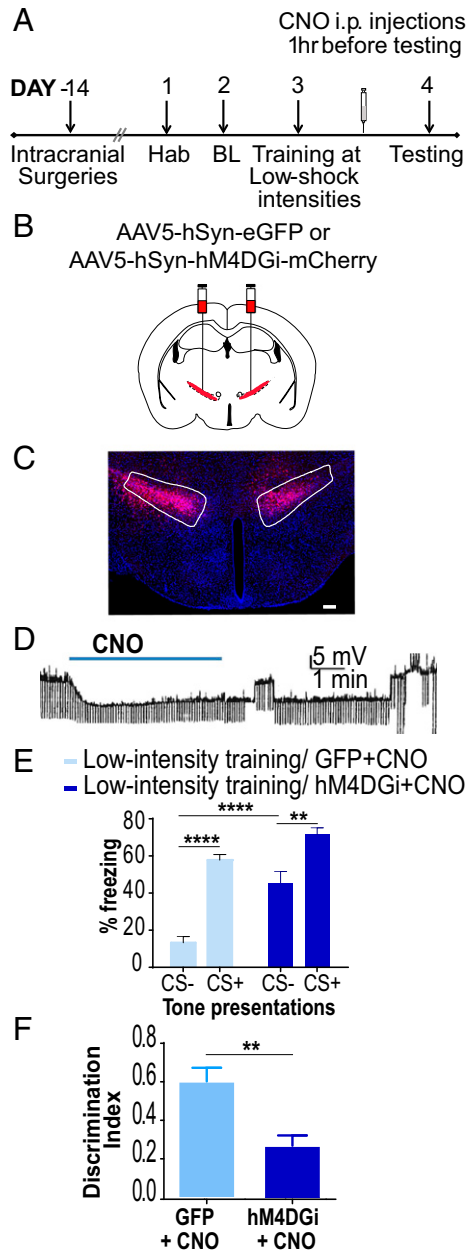 A
CNO i.p. injections
1hr before testing
DAY -14 1 2 3 4
Intracranial Surgeries
Hab
BL
Training at Low-shock intensities
Testing
B
AAV5-hSyn-eGFP or
AAV5-hSyn-hM4DGi-mCherry
C
D
CNO
5 mV
1 min
E
Low-intensity training/ GFP+CNO
Low-intensity training/ hM4DGi+CNO
% freezing
80
60
40
20
0
****
****
**
CS- CS+ CS- CS+
Tone presentations
F
Discrimination
Index
0.8
0.6
0.4
0.2
0.0
**
GFP + CNO
hM4DGi + CNO